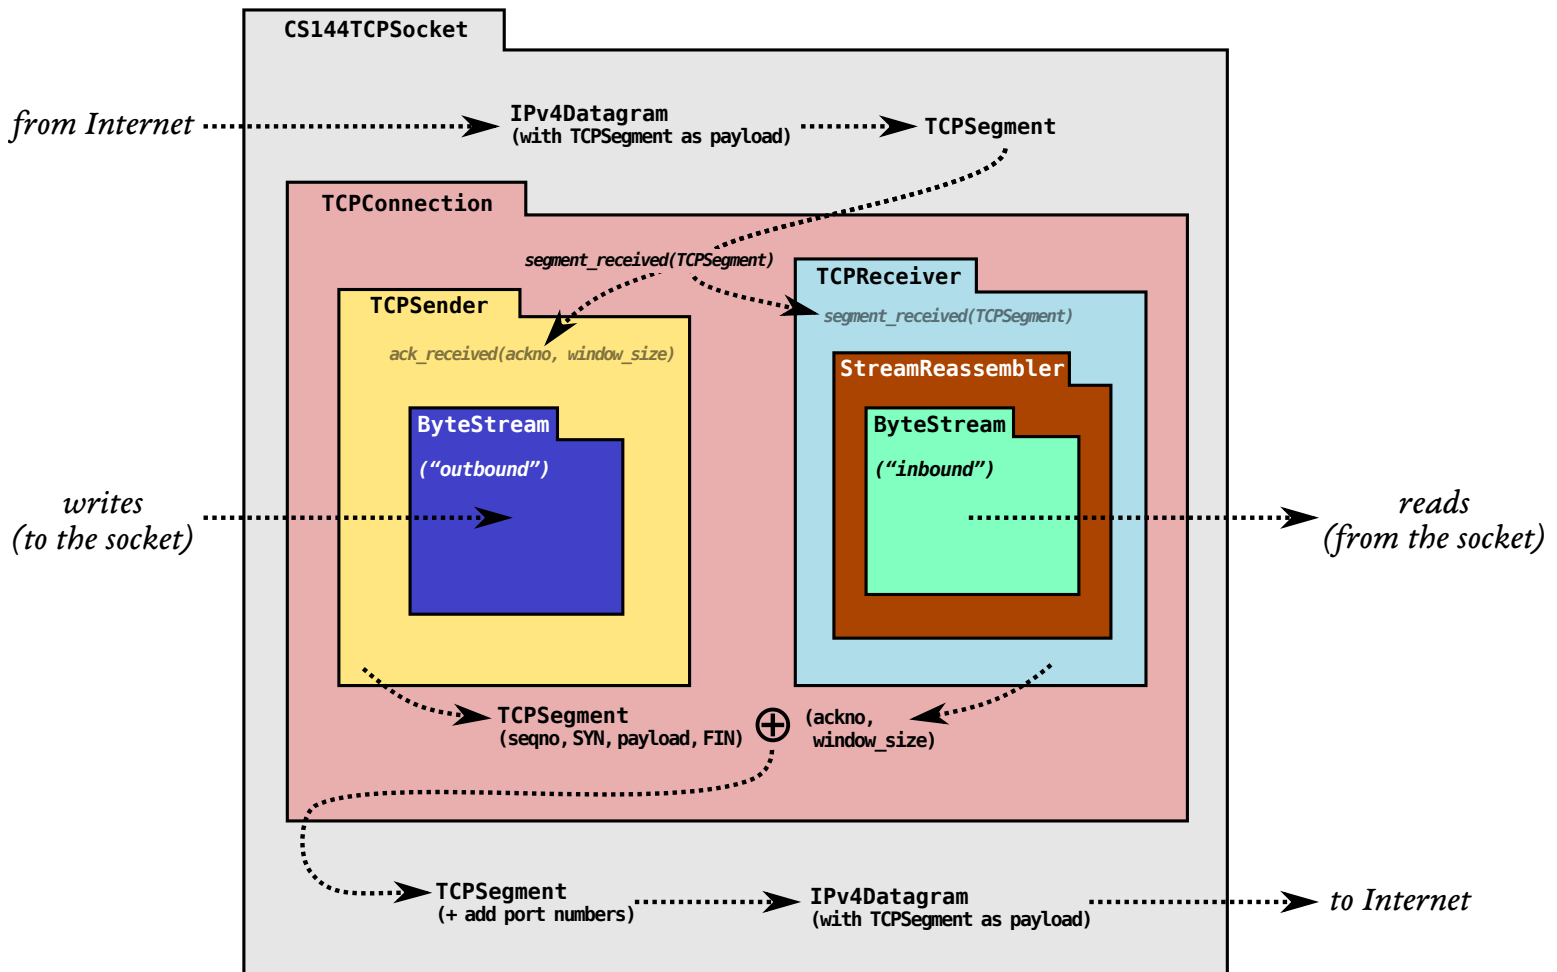 CS144TCPSocket
from Internet
IPv4Datagram
(with TCPSegment as payload)
TCPSegment
TCPConnection
segment_received(TCPSegment)
TCPSender
ack_received(ackno, window_size)
ByteStream
(“outbound”)
TCPReceiver
segment_received(TCPSegment)
StreamReassembler
ByteStream
(“inbound”)
writes
(to the socket)
reads
(from the socket)
TCPSegment
(seqno, SYN, payload, FIN)
(ackno,
window_size)
TCPSegment
(+ add port numbers)
IPv4Datagram
(with TCPSegment as payload)
to Internet